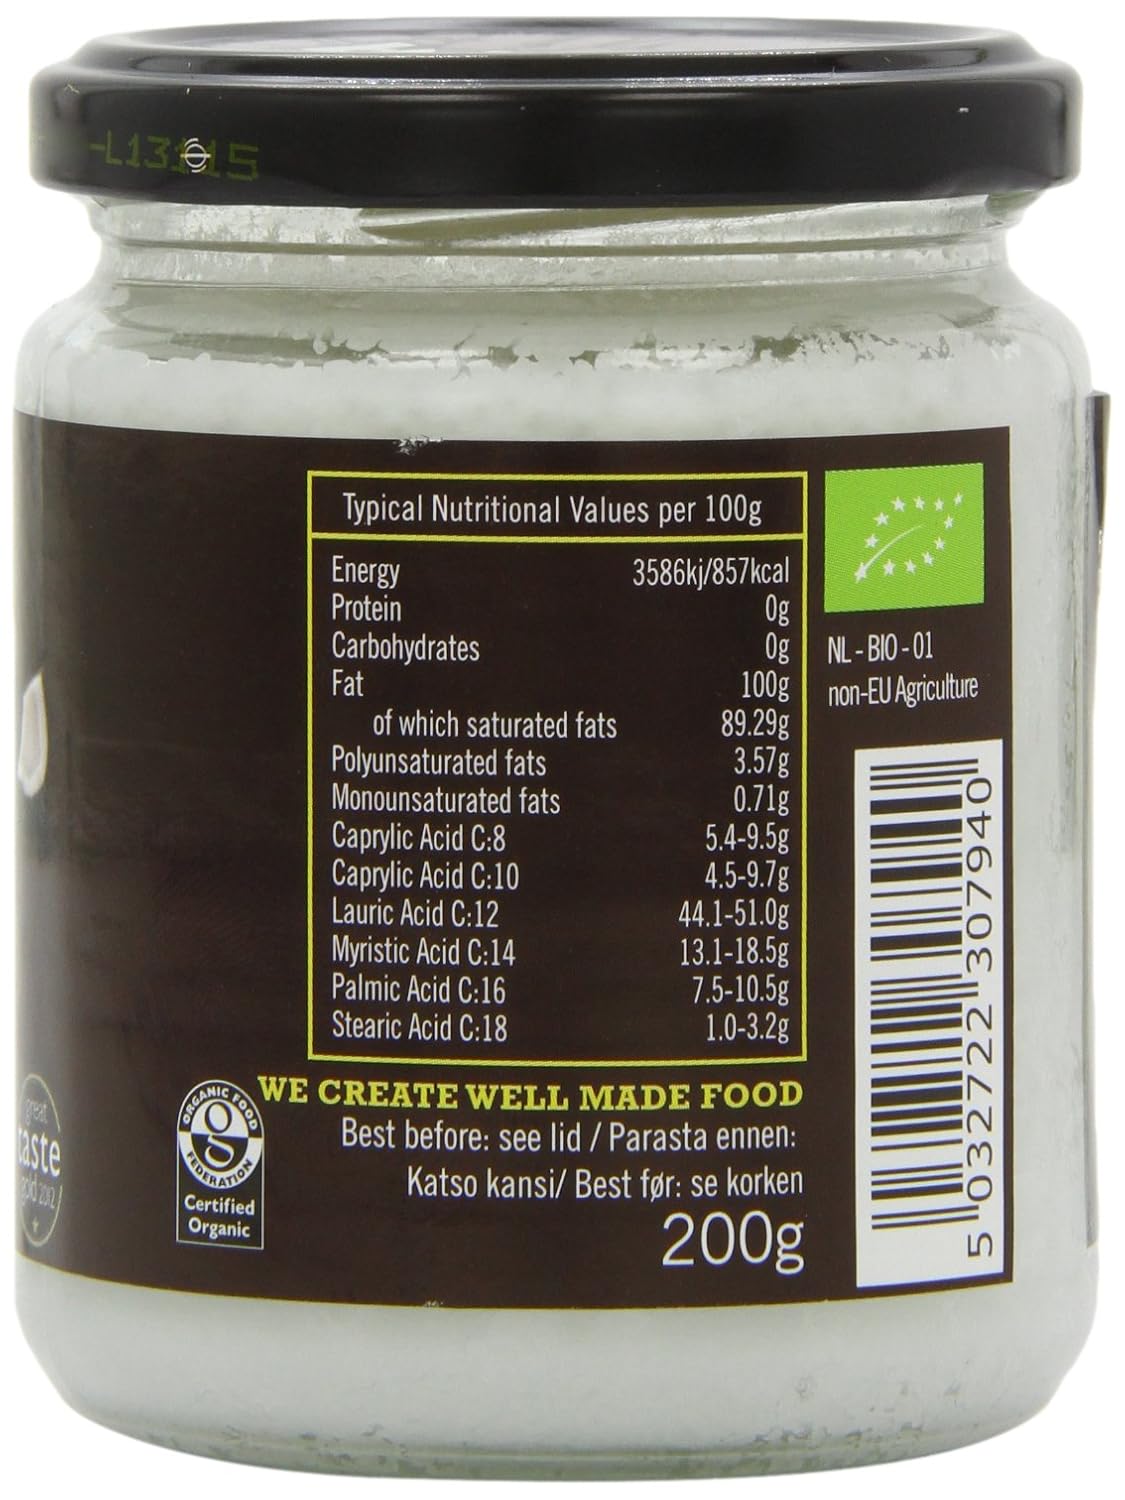 -L13115
Typical Nutritional Values per 100g
Energy 3586kj/857kcal
Protein 0g
Carbohydrates 0g
Fat 100g
of which saturated fats 89.29g
Polyunsaturated fats 3.57g
Monounsaturated fats 0.71g
Caprylic Acid C:8 5.4-9.5g
Caprylic Acid C:10 4.5-9.7g
Lauric Acid C:12 44.1-51.0g
Myristic Acid C:14 13.1-18.5g
Palmic Acid C:16 7.5-10.5g
Stearic Acid C:18 1.0-3.2g
NL - BIO - 01
non-EU Agriculture
5 032722 307940
WE CREATE WELL MADE FOOD
Best before: see lid / Parasta ennen:
Katso kansi/ Best før: se korken
200g
ORGANIC FOOD
FEDERATION
Certified
Organic
great
taste
gold 2012